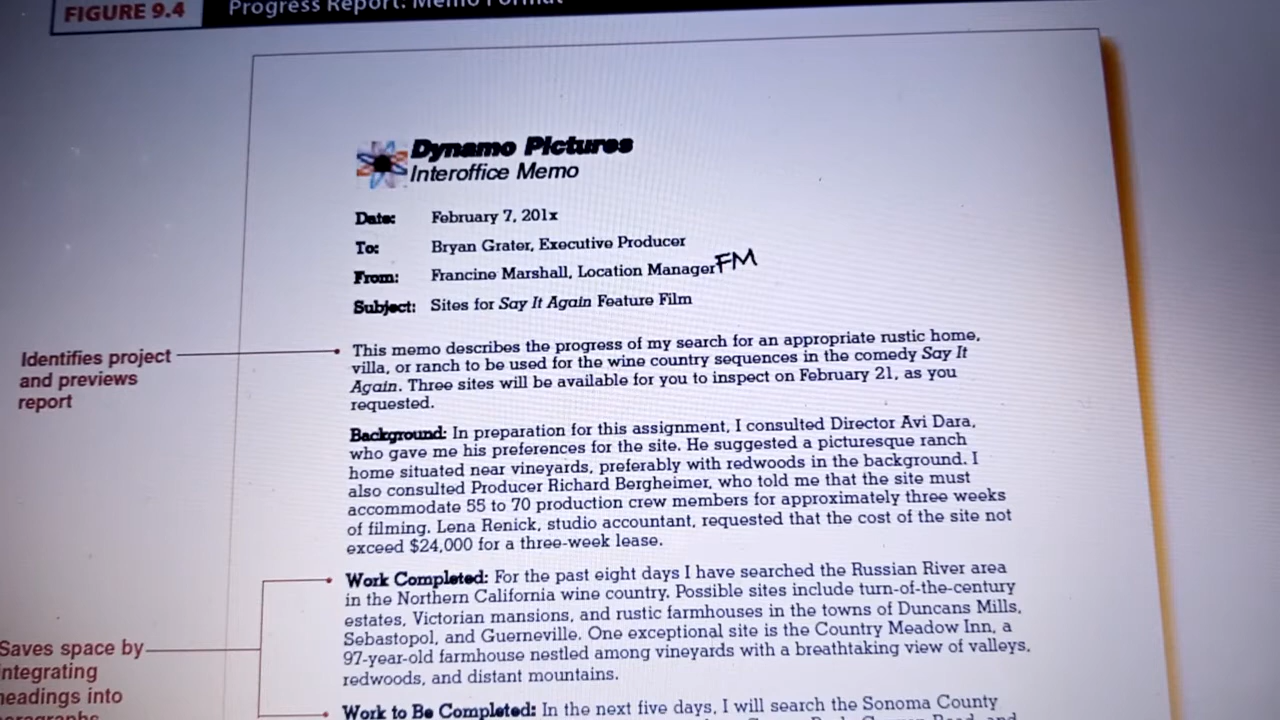 FIGURE 9.4
Progress Report: Memo Format
Dynamo Pictures
Interoffice Memo
Date: February 7, 201x
To: Bryan Grater, Executive Producer
From: Francine Marshall, Location Manager FM
Subject: Sites for Say It Again Feature Film
Identifies project
and previews
report
This memo describes the progress of my search for an appropriate rustic home,
villa, or ranch to be used for the wine country sequences in the comedy Say It
Again. Three sites will be available for you to inspect on February 21, as you
requested.
Background: In preparation for this assignment, I consulted Director Avi Dara,
who gave me his preferences for the site. He suggested a picturesque ranch
home situated near vineyards, preferably with redwoods in the background. I
also consulted Producer Richard Bergheimer, who told me that the site must
accommodate 55 to 70 production crew members for approximately three weeks
of filming. Lena Renick, studio accountant, requested that the cost of the site not
exceed $24,000 for a three-week lease.
Work Completed: For the past eight days I have searched the Russian River area
in the Northern California wine country. Possible sites include turn-of-the-century
estates, Victorian mansions, and rustic farmhouses in the towns of Duncans Mills,
Sebastopol, and Guerneville. One exceptional site is the Country Meadow Inn, a
97-year-old farmhouse nestled among vineyards with a breathtaking view of valleys,
redwoods, and distant mountains.
Saves space by
integrating
headings into
Work to Be Completed: In the next five days, I will search the Sonoma County